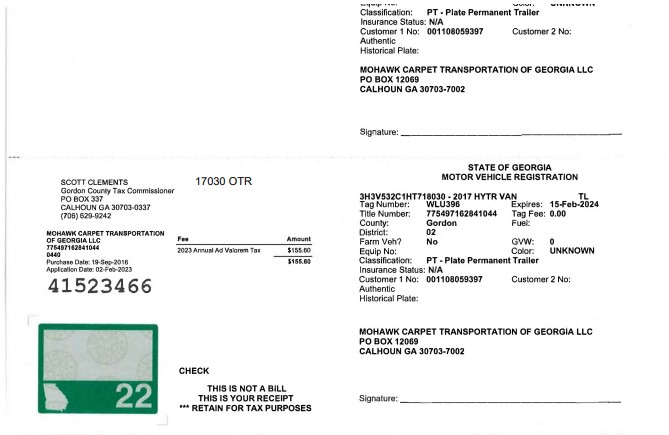 Classification: PT - Plate Permanent Trailer
Insurance Status: N/A
Customer 1 No: 001108059397 Customer 2 No:
Authentic
Historical Plate:
MOHAWK CARPET TRANSPORTATION OF GEORGIA LLC
PO BOX 12069
CALHOUN GA 30703-7002
Signature:
SCOTT CLEMENTS
Gordon County Tax Commissioner
PO BOX 337
CALHOUN GA 30703-0337
(706) 629-9242
17030 OTR
MOHAWK CARPET TRANSPORTATION
OF GEORGIA LLC
775497162841044
0440
Purchase Date: 19-Sep-2016
Application Date: 02-Feb-2023
41523466
Fee Amount
2023 Annual Ad Valorem Tax $155.60
$155.60
22
CHECK
THIS IS NOT A BILL
THIS IS YOUR RECEIPT
*** RETAIN FOR TAX PURPOSES
STATE OF GEORGIA
MOTOR VEHICLE REGISTRATION
3H3V532C1HT718030 - 2017 HYTR VAN TL
Tag Number: WLU396 Expires: 15-Feb-2024
Title Number: 775497162841044 Tag Fee: 0.00
County: Gordon Fuel:
District: 02
Farm Veh? No GVW: 0
Equip No: Color: UNKNOWN
Classification: PT - Plate Permanent Trailer
Insurance Status: N/A
Customer 1 No: 001108059397 Customer 2 No:
Authentic
Historical Plate:
MOHAWK CARPET TRANSPORTATION OF GEORGIA LLC
PO BOX 12069
CALHOUN GA 30703-7002
Signature: